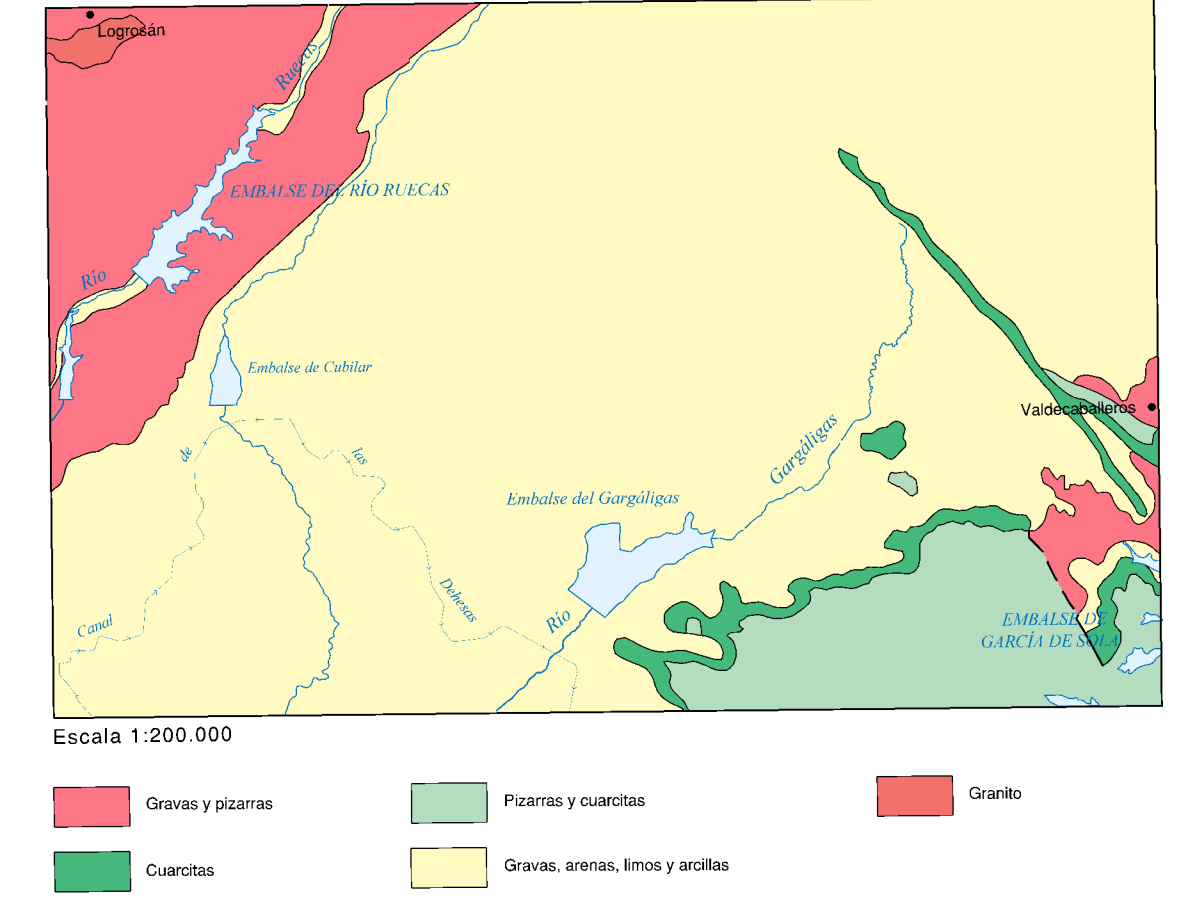 Logrosán
Ruecas
EMBALSE DEL RÍO RUECAS
Río
Embalse de Cubilar
Valdecaballeros
de
las
Gargáligas
Embalse del Gargáligas
Dehesas
Canal
Río
EMBALSE DE
GARCÍA DE SOLA
Escala 1:200.000
Gravas y pizarras
Pizarras y cuarcitas
Granito
Cuarcitas
Gravas, arenas, limos y arcillas